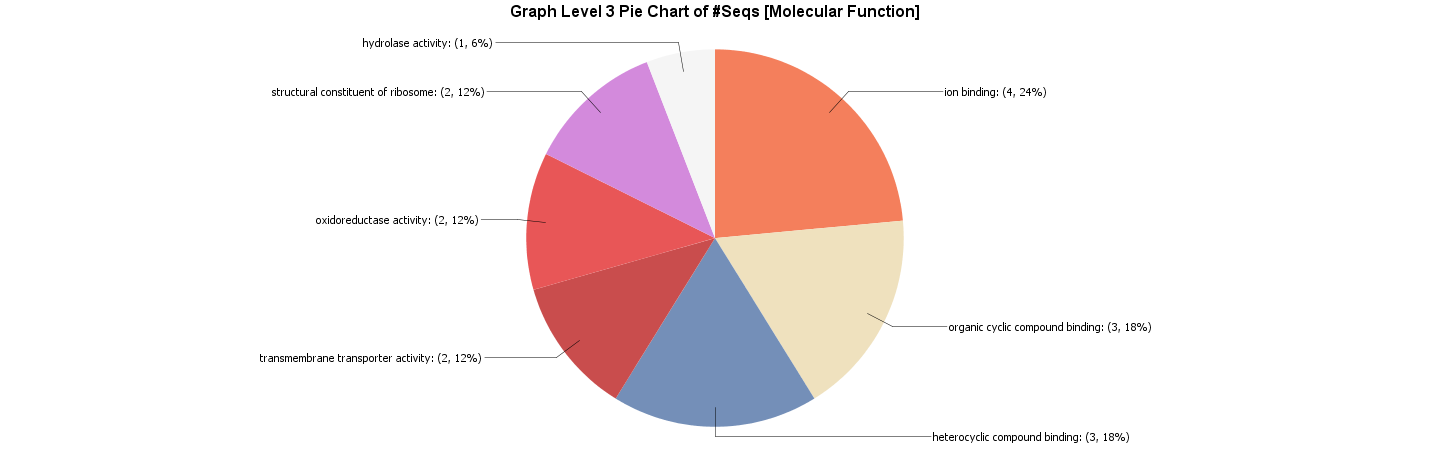 Graph Level 3 Pie Chart of #Seqs [Molecular Function]
hydrolase activity: (1, 6%)
structural constituent of ribosome: (2, 12%)
ion binding: (4, 24%)
oxidoreductase activity: (2, 12%)
organic cyclic compound binding: (3, 18%)
transmembrane transporter activity: (2, 12%)
heterocyclic compound binding: (3, 18%)